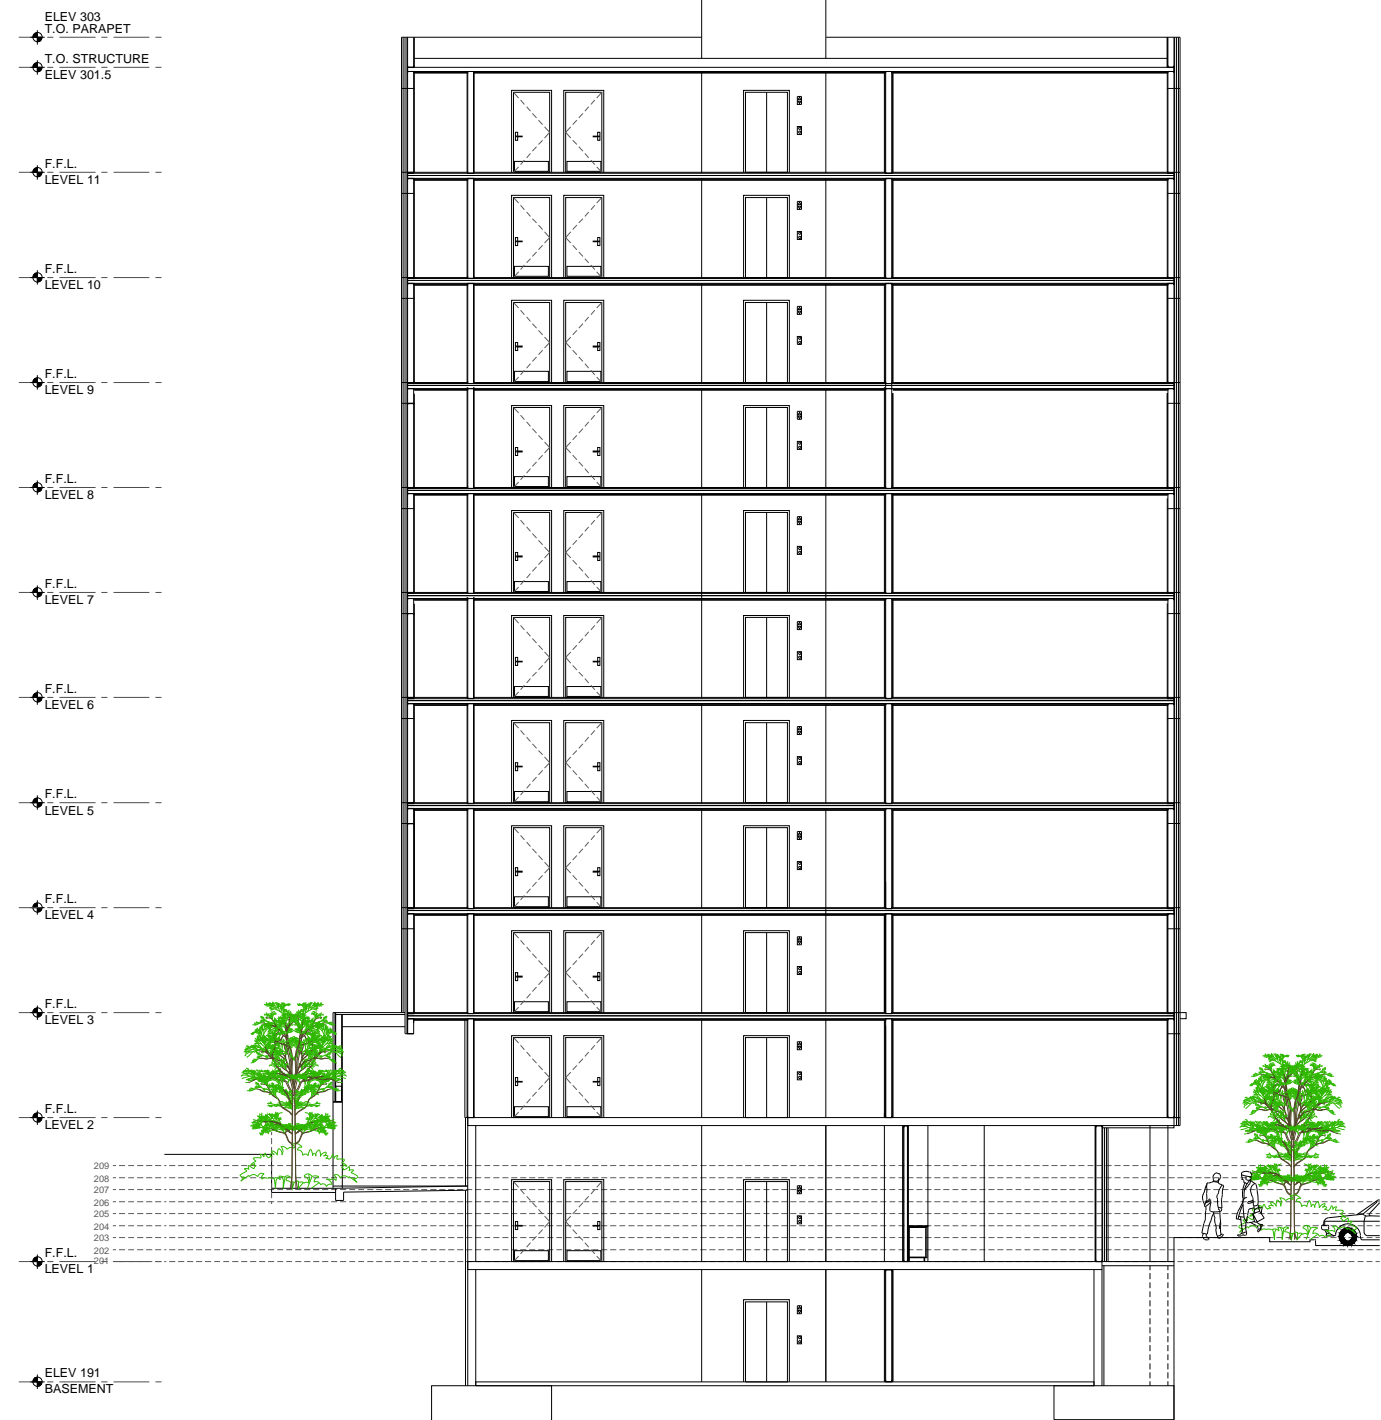 ELEV 303
T.O. PARAPET
T.O. STRUCTURE
ELEV 301.5
F.F.L.
LEVEL 11
F.F.L.
LEVEL 10
F.F.L.
LEVEL 9
F.F.L.
LEVEL 8
F.F.L.
LEVEL 7
F.F.L.
LEVEL 6
F.F.L.
LEVEL 5
F.F.L.
LEVEL 4
F.F.L.
LEVEL 3
F.F.L.
LEVEL 2
209
208
207
206
205
204
203
202
201
F.F.L.
LEVEL 1
ELEV 191
BASEMENT